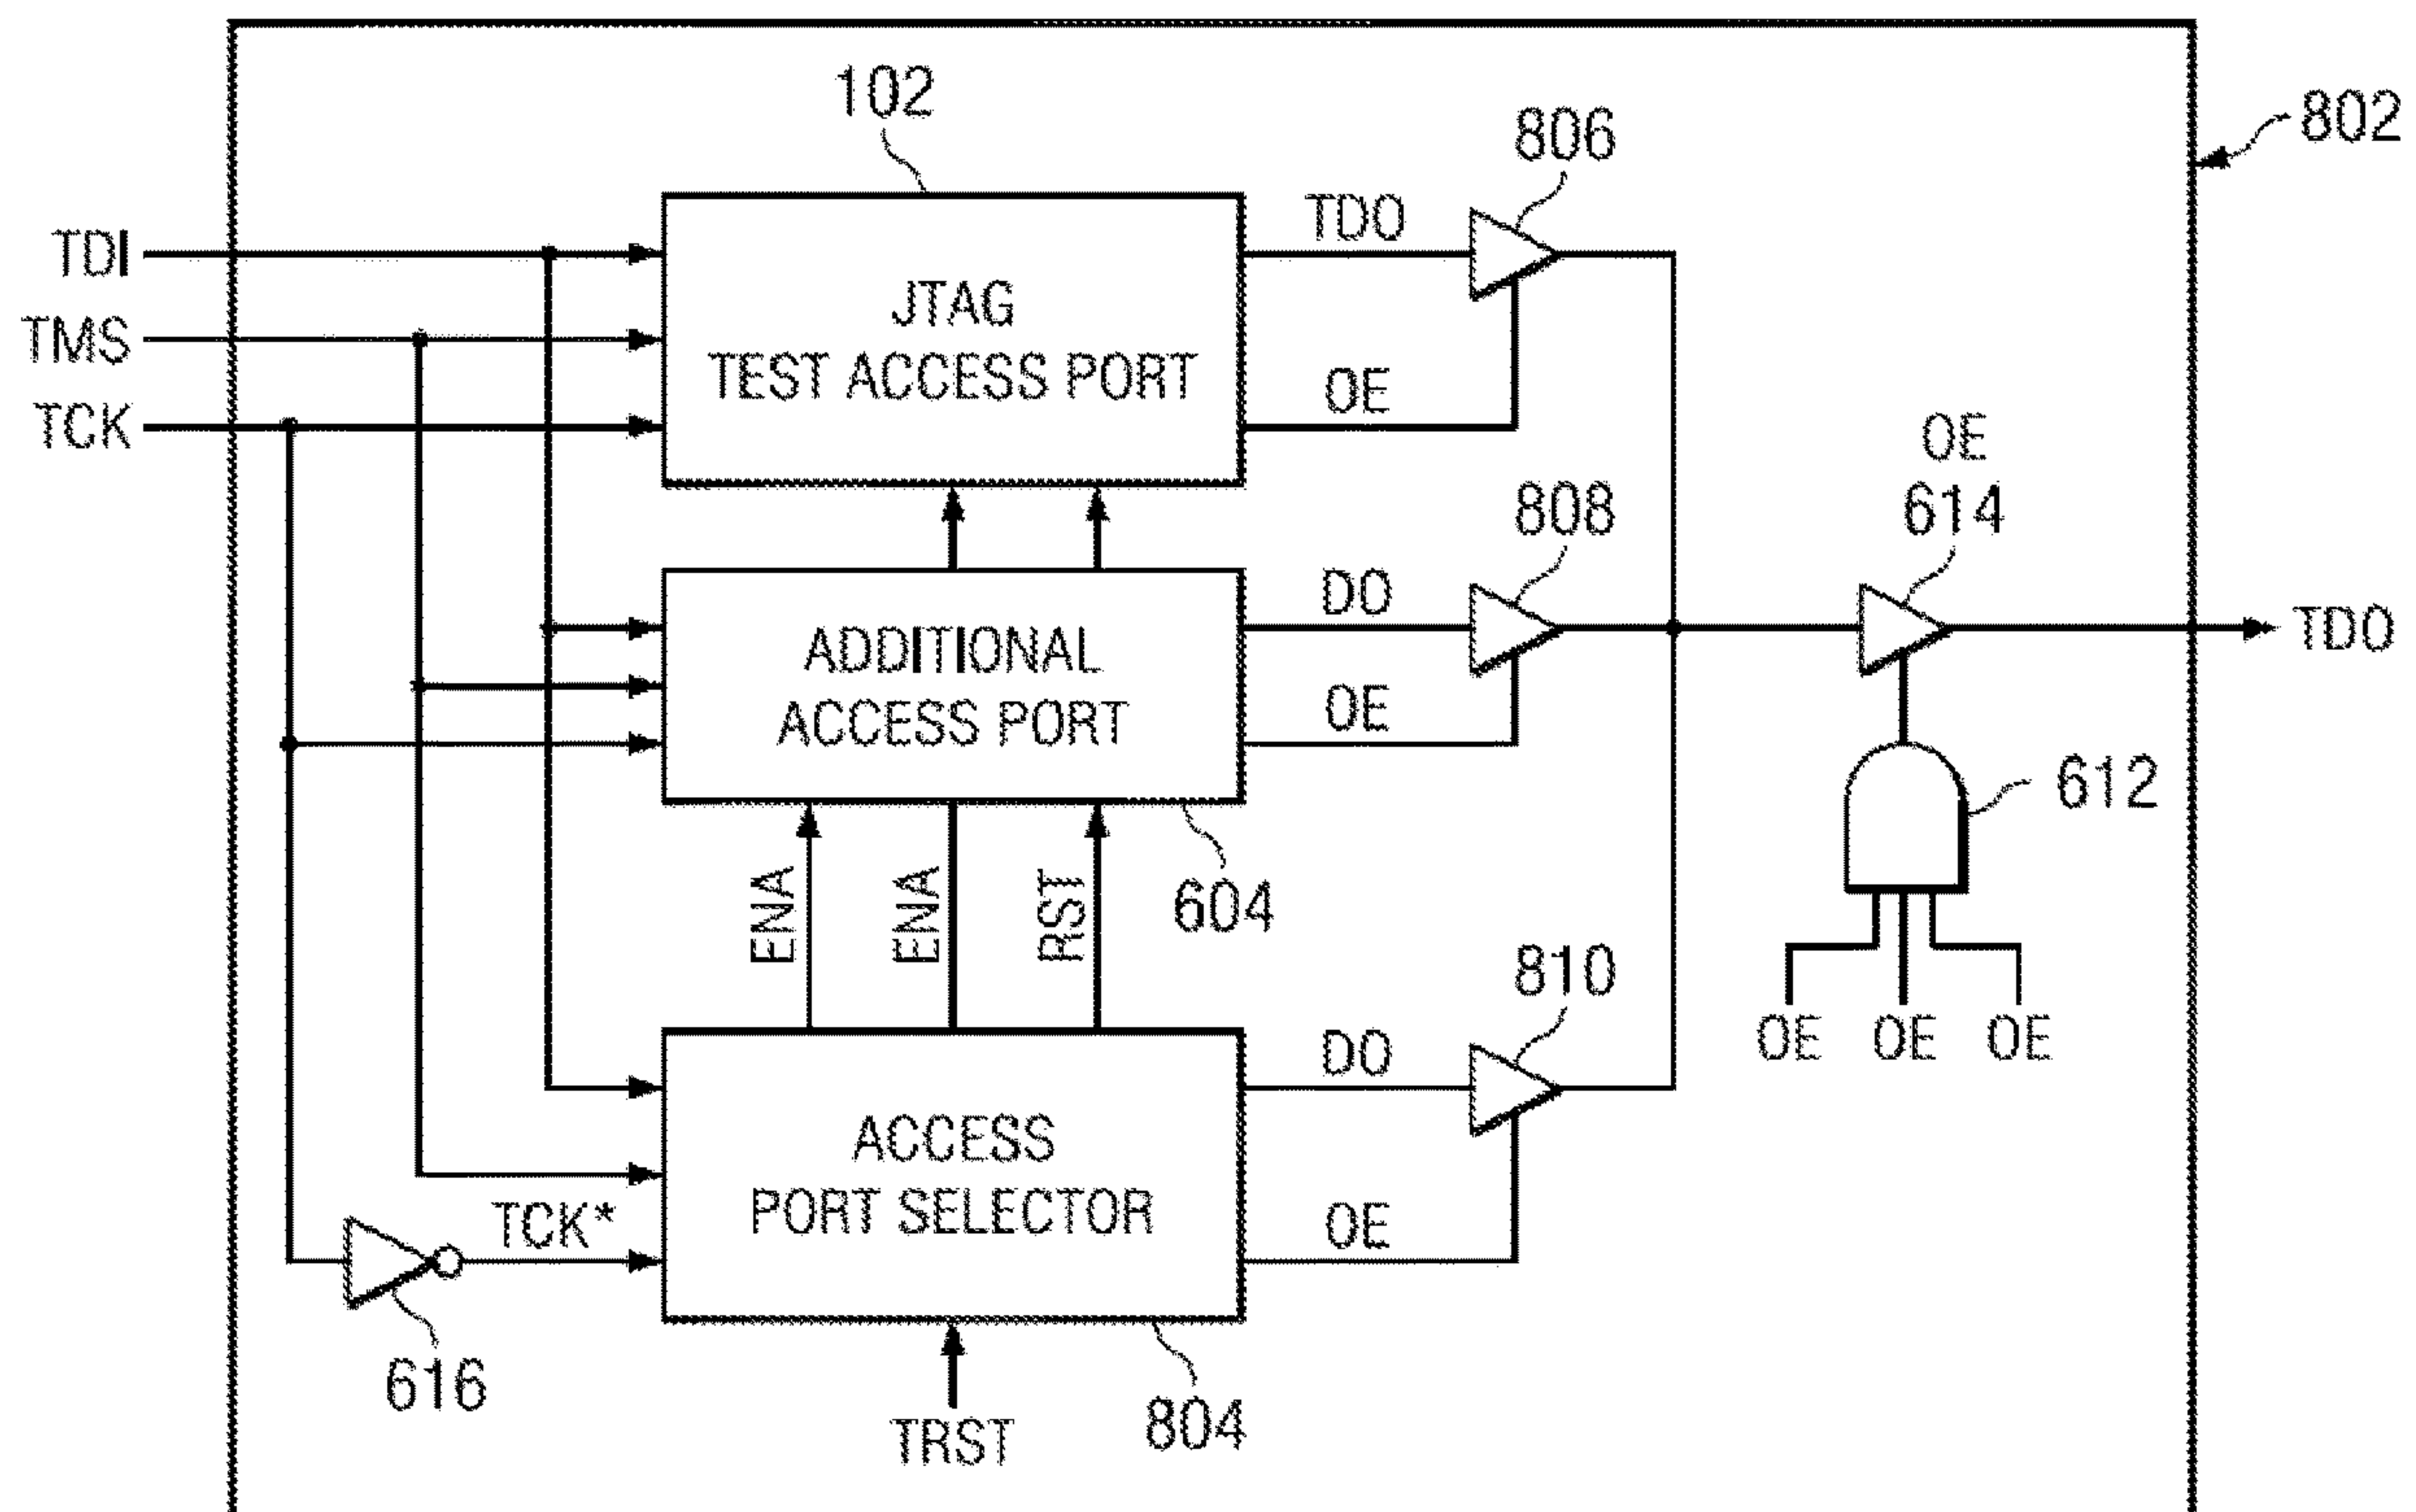 102
806
802
TDI
TMS
TCK
JTAG
TEST ACCESS PORT
TDO
OE
808
OE
614
ADDITIONAL
ACCESS PORT
DO
OE
TDO
612
ENA
ENA
RST
604
810
OE OE OE
ACCESS
PORT SELECTOR
DO
OE
TCK*
616
TRST
804